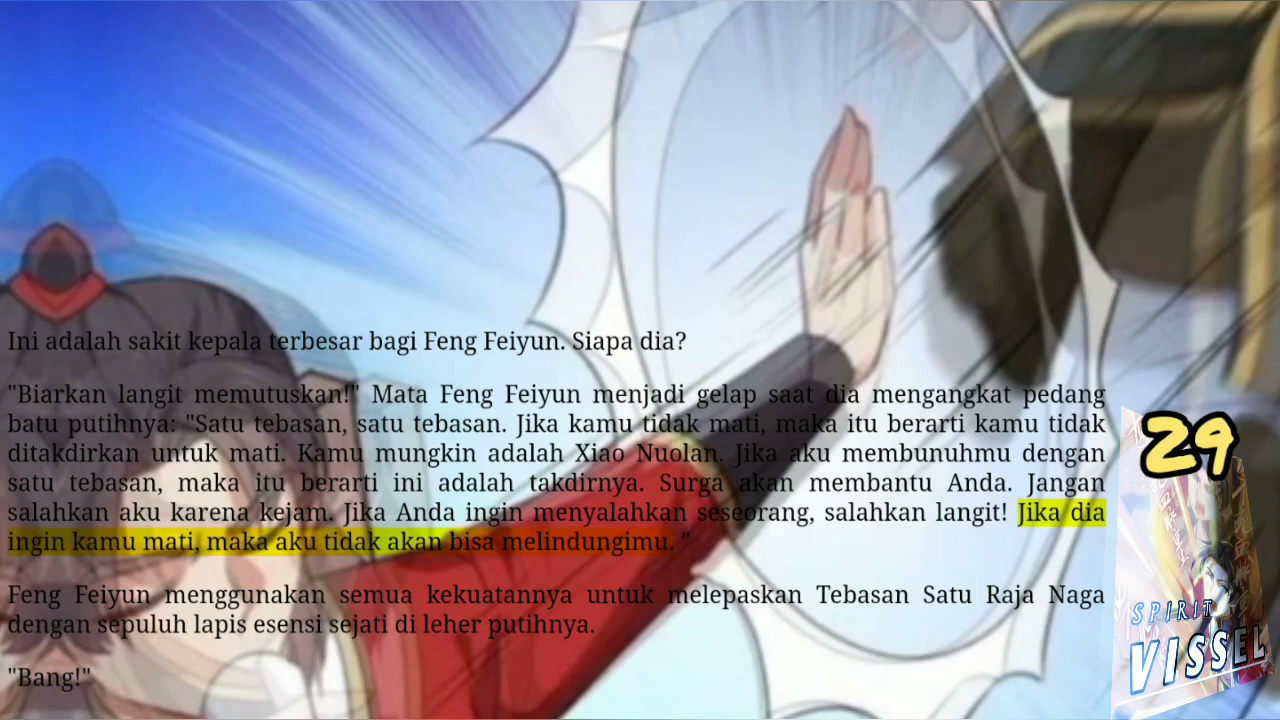 Ini adalah sakit kepala terbesar bagi Feng Feiyun. Siapa dia?
"Biarkan langit memutuskan!" Mata Feng Feiyun menjadi gelap saat dia mengangkat pedang
batu putihnya: "Satu tebasan, satu tebasan. Jika kamu tidak mati, maka itu berarti kamu tidak
ditakdirkan untuk mati. Kamu mungkin adalah Xiao Nuolan. Jika aku membunuhmu dengan
satu tebasan, maka itu berarti ini adalah takdirnya. Surga akan membantu Anda. Jangan
salahkan aku karena kejam. Jika Anda ingin menyalahkan seseorang, salahkan langit! Jika dia
ingin kamu mati, maka aku tidak akan bisa melindungimu. "
Feng Feiyun menggunakan semua kekuatannya untuk melepaskan Tebasan Satu Raja Naga
dengan sepuluh lapis esensi sejati di leher putihnya.
"Bang!"
29
SPIRIT
VISSEL